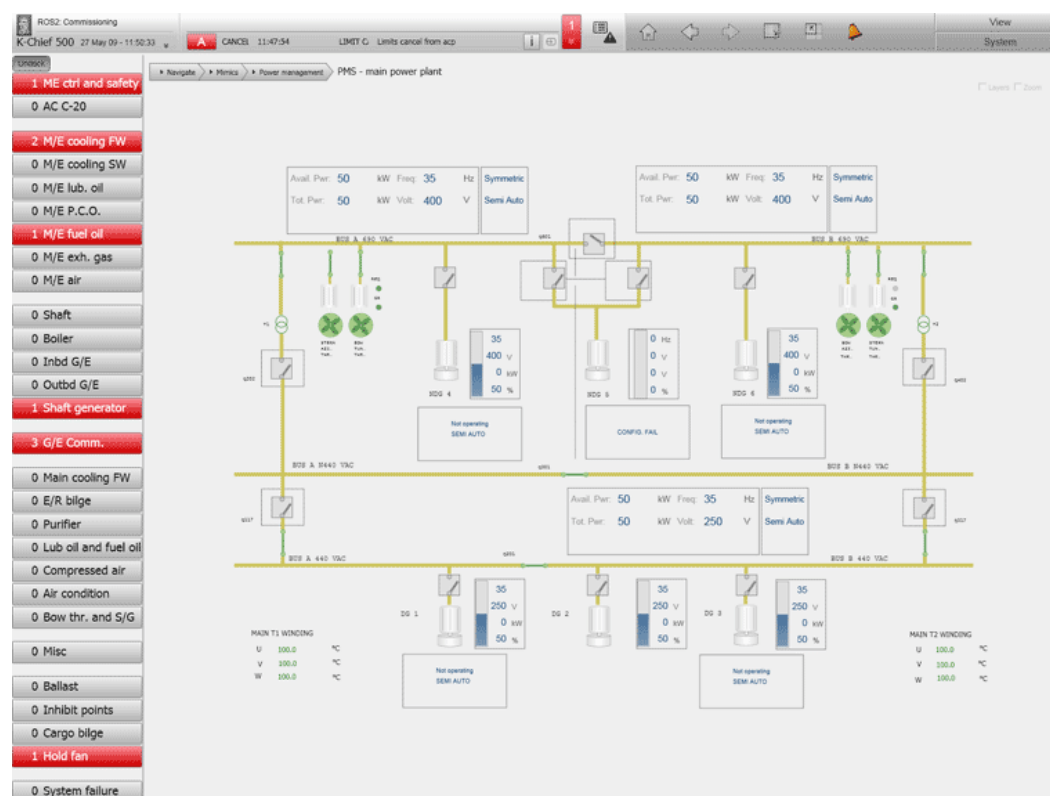 ROS2: Commissioning
K-Chief 500 27 May 09 - 11:50:33
A CANCEL 11:47:54 LIMIT C Limits cancel from acp
1
View
System
1 ME ctrl and safety
0 AC C-20
2 M/E cooling FW
0 M/E cooling SW
0 M/E lub. oil
0 M/E P.C.O.
1 M/E fuel oil
0 M/E exh. gas
0 M/E air
0 Shaft
0 Boiler
0 Inbd G/E
0 Outbd G/E
1 Shaft generator
3 G/E Comm.
0 Main cooling FW
0 E/R bilge
0 Purifier
0 Lub oil and fuel oil
0 Compressed air
0 Air condition
0 Bow thr. and S/G
0 Misc
0 Ballast
0 Inhibit points
0 Cargo bilge
1 Hold fan
0 System failure
Navigate Mimics Power management PMS - main power plant
Layers Zoom
Avail. Pwr: 50 kW Freq: 35 Hz Symmetric
Tot. Pwr: 50 kW Volt: 400 V Semi Auto
Avail. Pwr: 50 kW Freq: 35 Hz Symmetric
Tot. Pwr: 50 kW Volt: 400 V Semi Auto
BUS A 690 VAC
BUS B 690 VAC
35
400 V
0 kW
50 %
NDG 4
Not operating
SEMI AUTO
0 Hz
0 V
0 V
0 %
NDG 5
CONFIG. FAIL
35
400 V
0 kW
50 %
NDG 6
Not operating
SEMI AUTO
BUS A N440 VAC
BUS B N440 VAC
Avail. Pwr: 50 kW Freq: 35 Hz Symmetric
Tot. Pwr: 50 kW Volt: 250 V Semi Auto
BUS A 440 VAC
BUS B 440 VAC
DG 1
35
250 V
0 kW
50 %
Not operating
SEMI AUTO
DG 2
35
250 V
0 kW
50 %
DG 3
35
250 V
0 kW
50 %
Not operating
SEMI AUTO
MAIN T1 WINDING
U 100.0 °C
V 100.0 °C
W 100.0 °C
MAIN T2 WINDING
U 100.0 °C
V 100.0 °C
W 100.0 °C